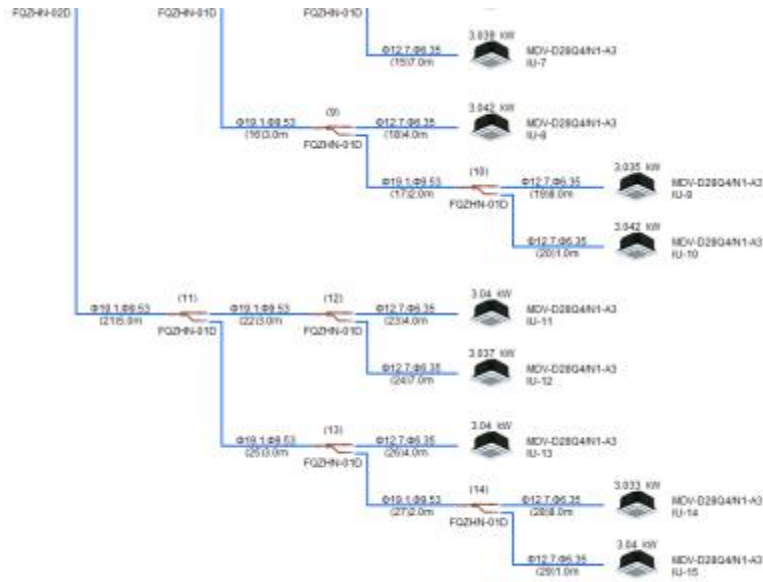 FQZHN-02D
FQZHN-01D
FQZHN-01D
3.039 kW
Φ12.7;Φ6.35
(15)7.0m
MDV-D28Q4/N1-A3
IU-7
3.042 kW
Φ19.1;Φ9.53
(16)3.0m
(9)
FQZHN-01D
Φ12.7;Φ6.35
(18)4.0m
MDV-D28Q4/N1-A3
IU-8
3.035 kW
Φ19.1;Φ9.53
(17)2.0m
(10)
FQZHN-01D
Φ12.7;Φ6.35
(19)8.0m
MDV-D28Q4/N1-A3
IU-9
3.042 kW
Φ12.7;Φ6.35
(20)1.0m
MDV-D28Q4/N1-A3
IU-10
Φ19.1;Φ9.53
(21)5.0m
(11)
FQZHN-01D
Φ19.1;Φ9.53
(22)3.0m
(12)
FQZHN-01D
3.04 kW
Φ12.7;Φ6.35
(23)4.0m
MDV-D28Q4/N1-A3
IU-11
3.037 kW
Φ12.7;Φ6.35
(24)7.0m
MDV-D28Q4/N1-A3
IU-12
Φ19.1;Φ9.53
(25)3.0m
(13)
FQZHN-01D
3.04 kW
Φ12.7;Φ6.35
(26)4.0m
MDV-D28Q4/N1-A3
IU-13
Φ19.1;Φ9.53
(27)2.0m
(14)
FQZHN-01D
3.033 kW
Φ12.7;Φ6.35
(28)8.0m
MDV-D28Q4/N1-A3
IU-14
3.04 kW
Φ12.7;Φ6.35
(29)1.0m
MDV-D28Q4/N1-A3
IU-15